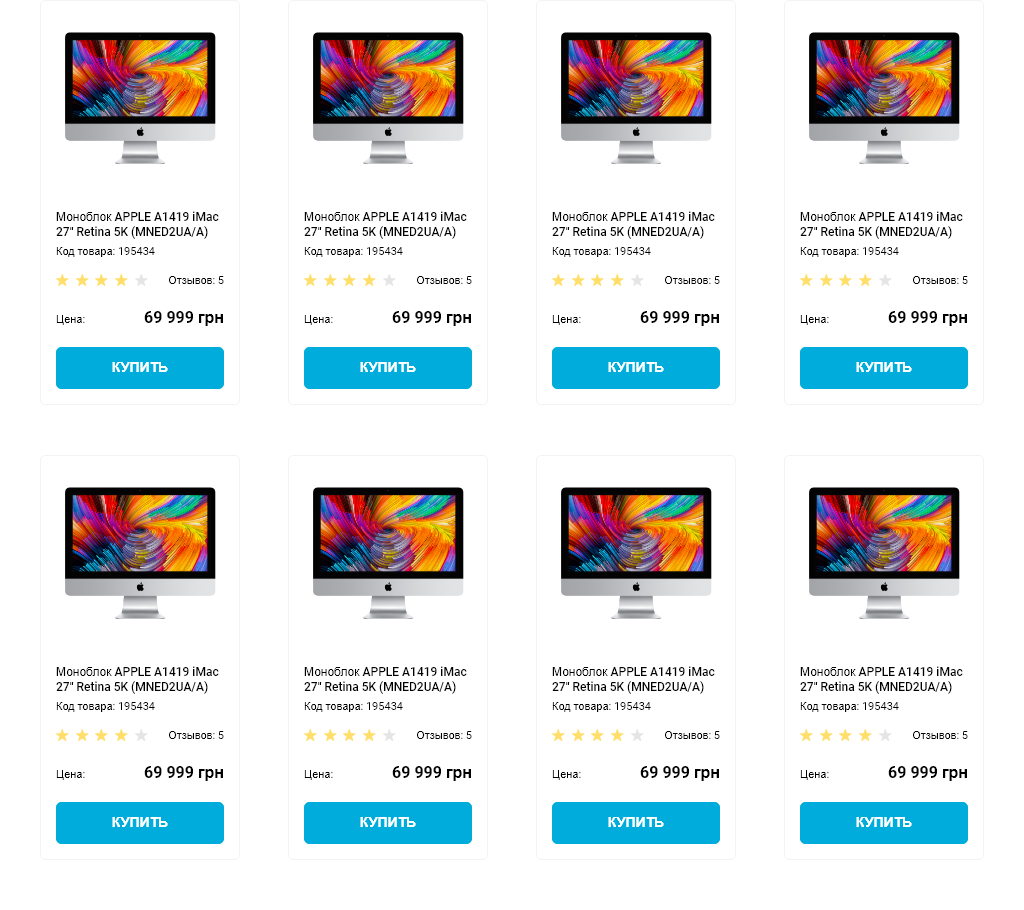 Моноблок APPLE A1419 iMac
27" Retina 5K (MNED2UA/A)
Код товара: 195434
Отзывов: 5
Цена: 69 999 грн
КУПИТЬ
Моноблок APPLE A1419 iMac
27" Retina 5K (MNED2UA/A)
Код товара: 195434
Отзывов: 5
Цена: 69 999 грн
КУПИТЬ
Моноблок APPLE A1419 iMac
27" Retina 5K (MNED2UA/A)
Код товара: 195434
Отзывов: 5
Цена: 69 999 грн
КУПИТЬ
Моноблок APPLE A1419 iMac
27" Retina 5K (MNED2UA/A)
Код товара: 195434
Отзывов: 5
Цена: 69 999 грн
КУПИТЬ
Моноблок APPLE A1419 iMac
27" Retina 5K (MNED2UA/A)
Код товара: 195434
Отзывов: 5
Цена: 69 999 грн
КУПИТЬ
Моноблок APPLE A1419 iMac
27" Retina 5K (MNED2UA/A)
Код товара: 195434
Отзывов: 5
Цена: 69 999 грн
КУПИТЬ
Моноблок APPLE A1419 iMac
27" Retina 5K (MNED2UA/A)
Код товара: 195434
Отзывов: 5
Цена: 69 999 грн
КУПИТЬ
Моноблок APPLE A1419 iMac
27" Retina 5K (MNED2UA/A)
Код товара: 195434
Отзывов: 5
Цена: 69 999 грн
КУПИТЬ